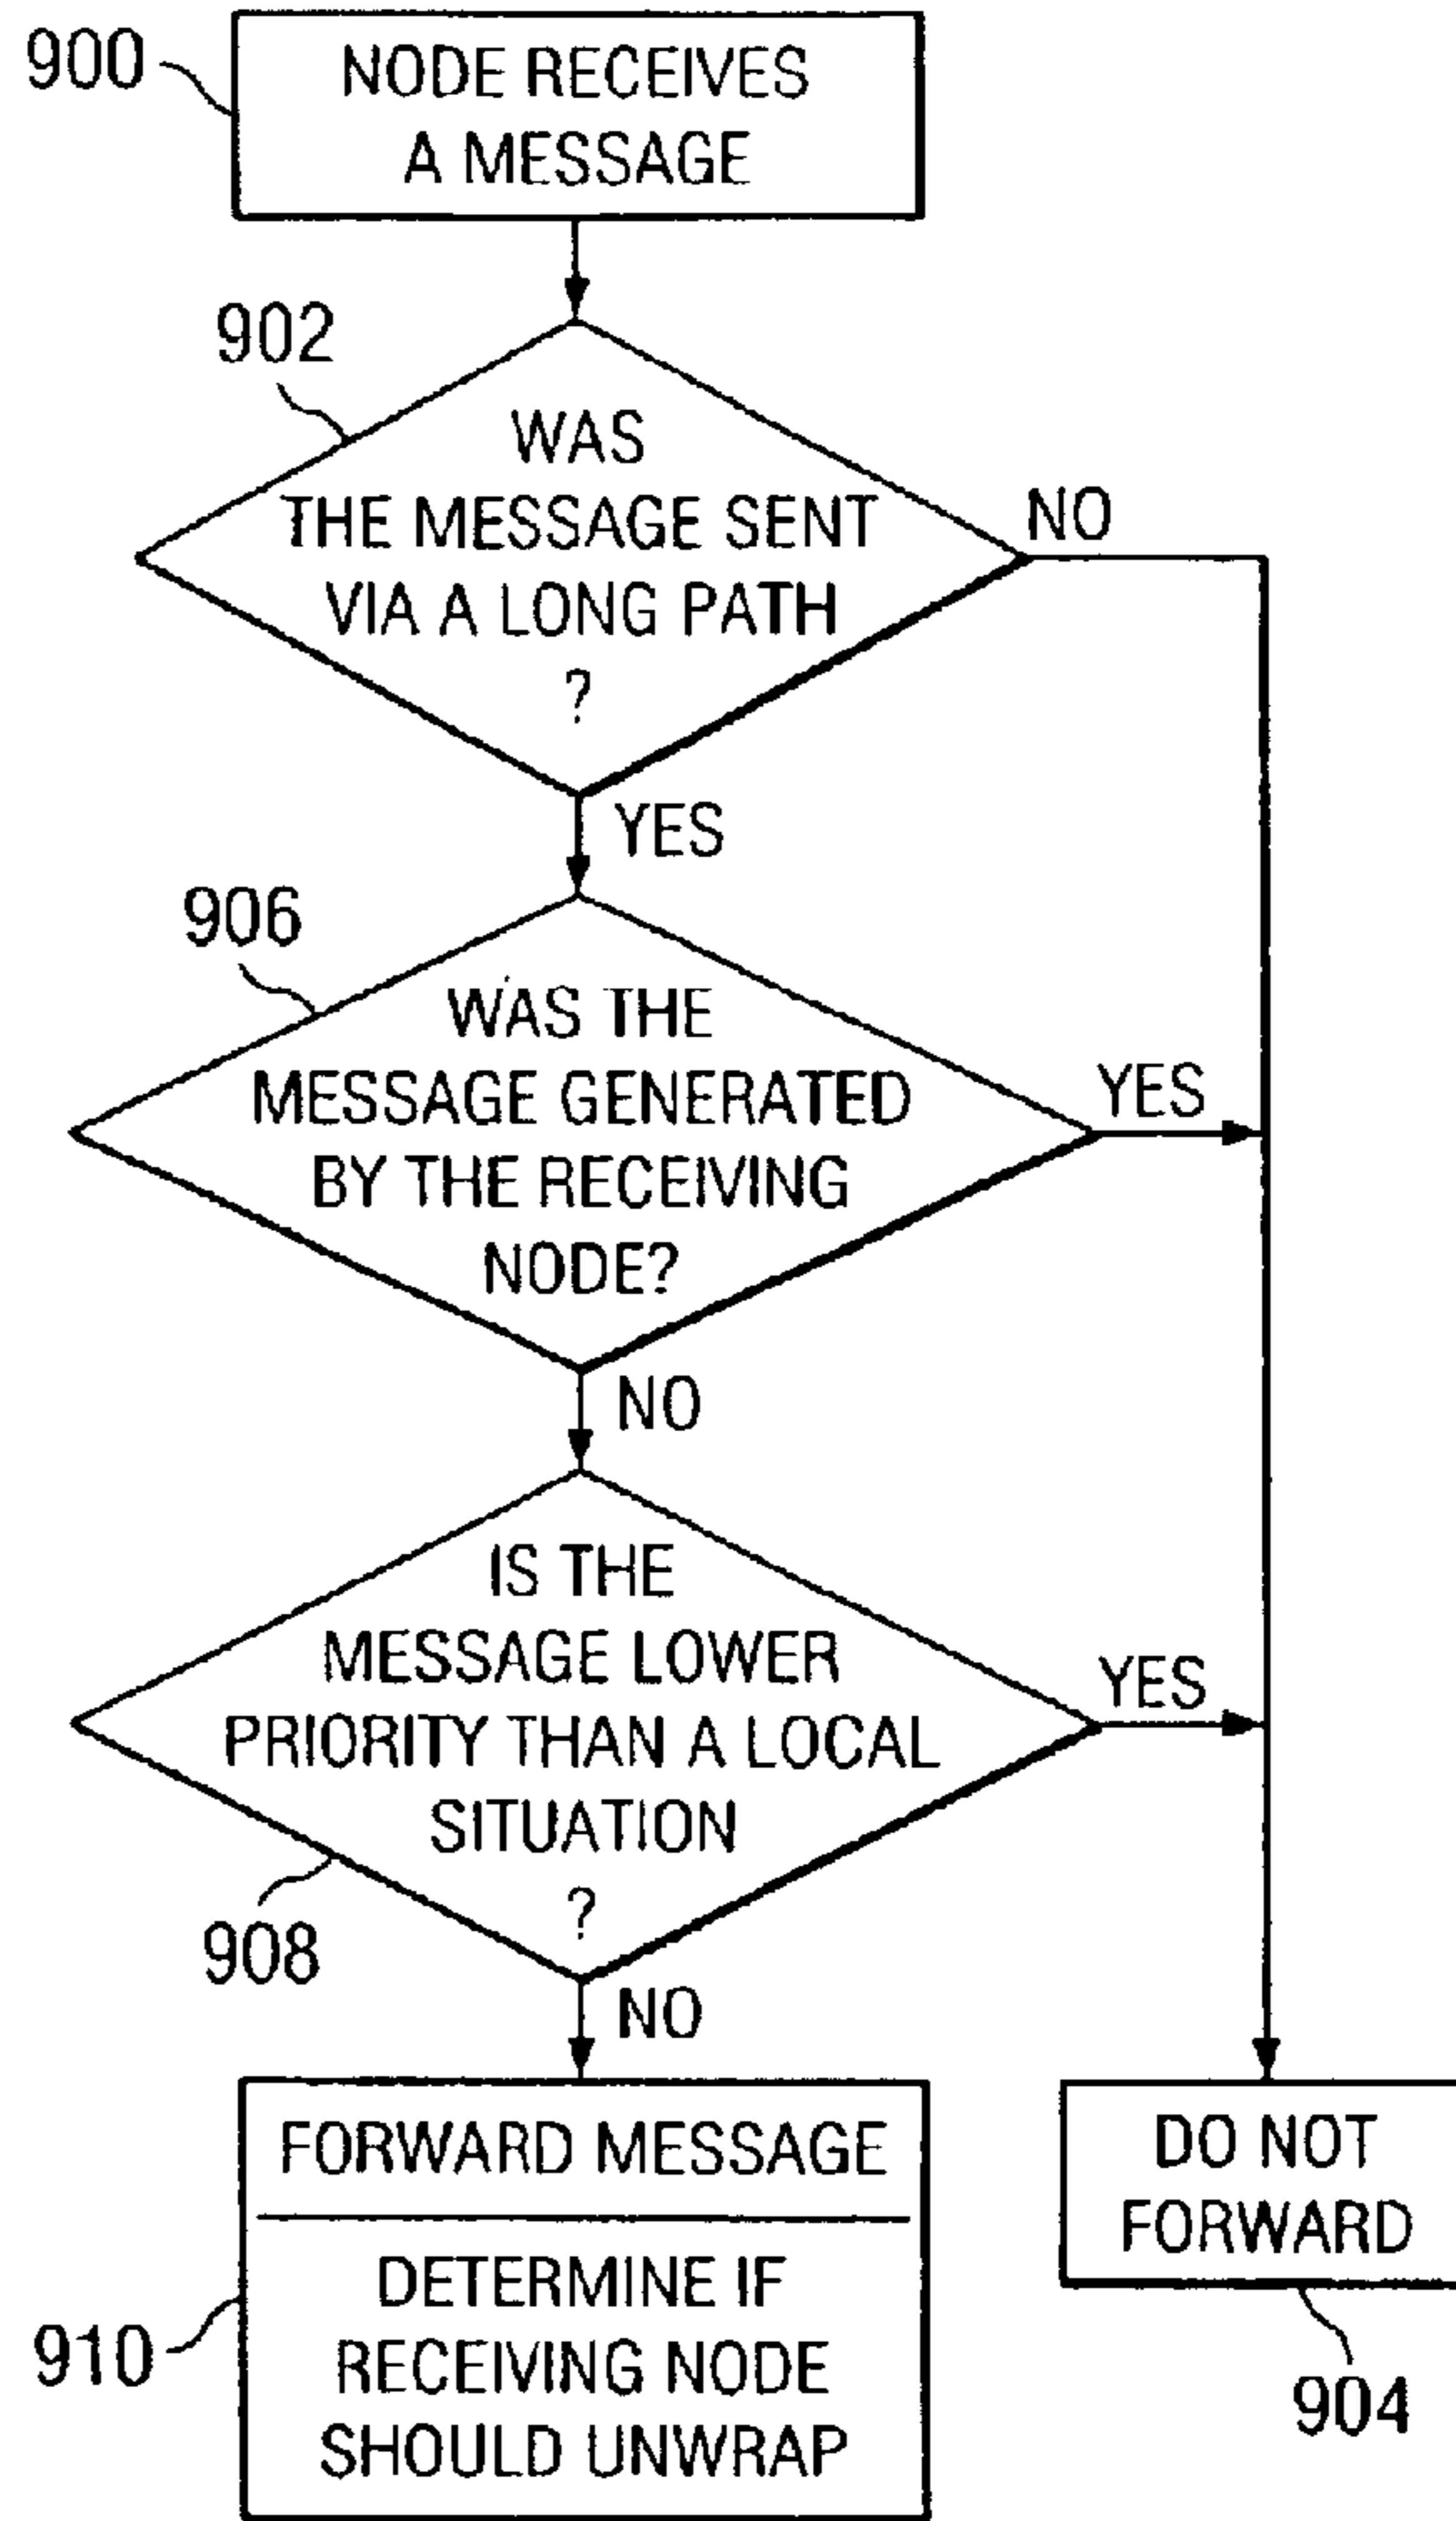 900
NODE RECEIVES
A MESSAGE
902
WAS
THE MESSAGE SENT
VIA A LONG PATH
?
NO
YES
906
WAS THE
MESSAGE GENERATED
BY THE RECEIVING
NODE?
YES
NO
IS THE
MESSAGE LOWER
PRIORITY THAN A LOCAL
SITUATION
?
YES
908
NO
FORWARD MESSAGE
DETERMINE IF
RECEIVING NODE
SHOULD UNWRAP
910
DO NOT
FORWARD
904